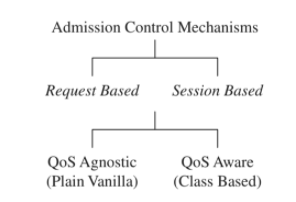 Admission Control Mechanisms
Request Based Session Based
QoS Agnostic QoS Aware
(Plain Vanilla) (Class Based)